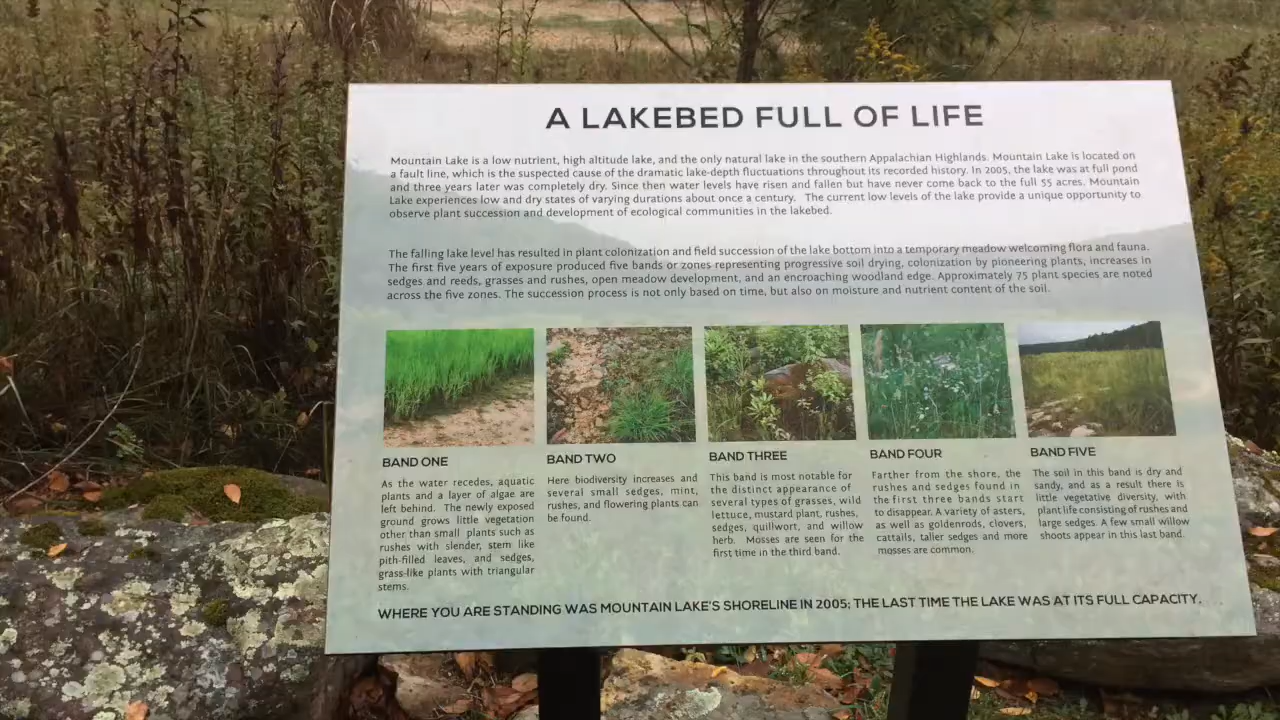 A LAKEBED FULL OF LIFE
Mountain Lake is a low nutrient, high altitude lake, and the only natural lake in the southern Appalachian Highlands. Mountain Lake is located on
a fault line, which is the suspected cause of the dramatic lake-depth fluctuations throughout its recorded history. In 2005, the lake was at full pond
and three years later was completely dry. Since then water levels have risen and fallen but have never come back to the full 55 acres. Mountain
Lake experiences low and dry states of varying durations about once a century. The current low levels of the lake provide a unique opportunity to
observe plant succession and development of ecological communities in the lakebed.
The falling lake level has resulted in plant colonization and field succession of the lake bottom into a temporary meadow welcoming flora and fauna.
The first five years of exposure produced five bands or zones representing progressive soil drying, colonization by pioneering plants, increases in
sedges and reeds, grasses and rushes, open meadow development, and an encroaching woodland edge. Approximately 75 plant species are noted
across the five zones. The succession process is not only based on time, but also on moisture and nutrient content of the soil.
BAND ONE
As the water recedes, aquatic
plants and a layer of algae are
left behind. The newly exposed
ground grows little vegetation
other than small plants such as
rushes with slender, stem like
pith-filled leaves, and sedges,
grass-like plants with triangular
stems.
BAND TWO
Here biodiversity increases and
several small sedges, mint,
rushes, and flowering plants can
be found.
BAND THREE
This band is most notable for
the distinct appearance of
several types of grasses, wild
lettuce, mustard plant, rushes,
sedges, quillwort, and willow
herb. Mosses are seen for the
first time in the third band.
BAND FOUR
Farther from the shore, the
rushes and sedges found in
the first three bands start
to disappear. A variety of asters,
as well as goldenrods, clovers,
cattails, taller sedges and more
mosses are common.
BAND FIVE
The soil in this band is dry and
sandy, and as a result there is
little vegetative diversity, with
plant life consisting of rushes and
large sedges. A few small willow
shoots appear in this last band.
WHERE YOU ARE STANDING WAS MOUNTAIN LAKE'S SHORELINE IN 2005; THE LAST TIME THE LAKE WAS AT ITS FULL CAPACITY.